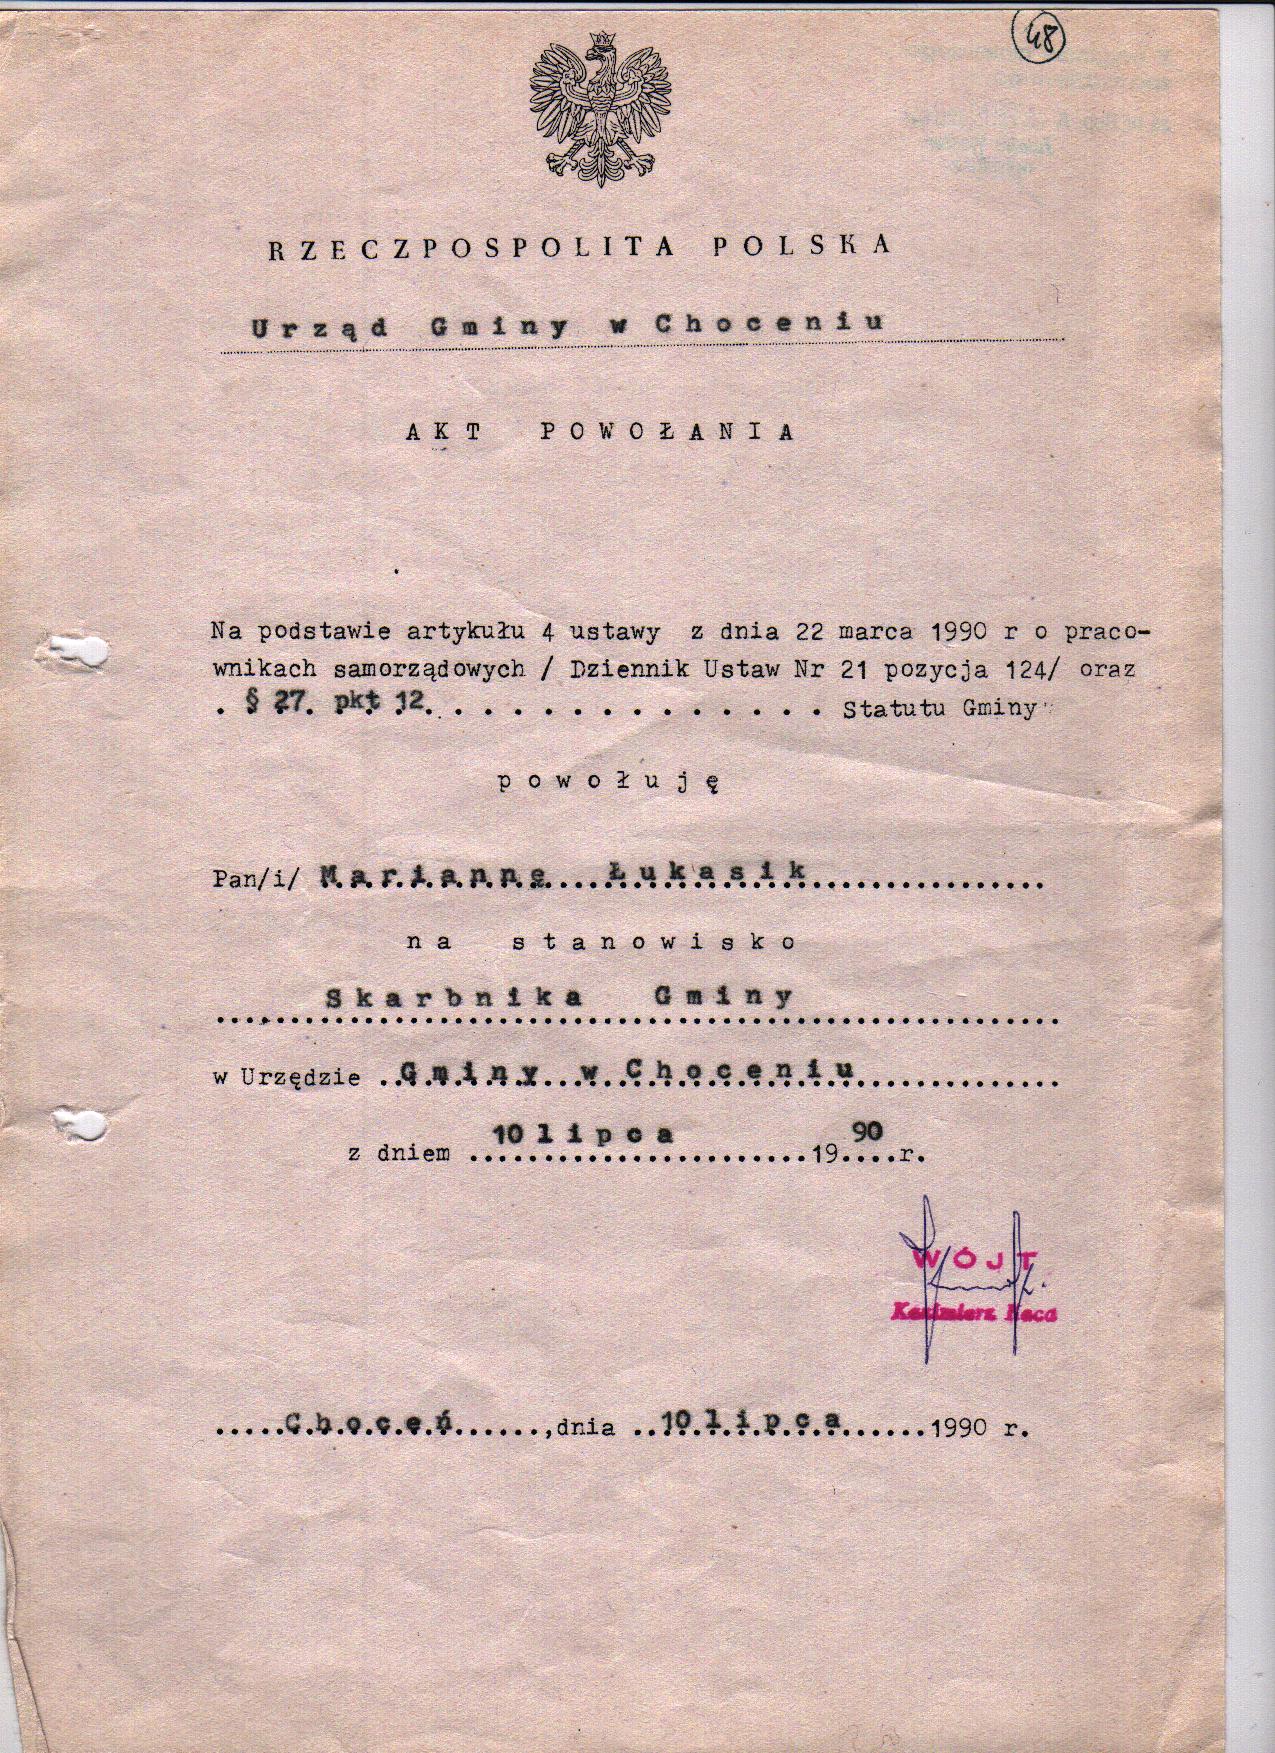 48
RZECZPOSPOLITA POLSKA
Urząd Gminy w Choceniu
AKT POWOŁANIA
Na podstawie artykułu 4 ustawy z dnia 22 marca 1990 r o praco-
wnikach samorządowych / Dziennik Ustaw Nr 21 pozycja 124/ oraz
. § 27. pkt 12. . . . . . . . . . . . . . . Statutu Gminy
powołuję
Pan/i/ Mariannę Łukasik
na stanowisko
Skarbnika Gminy
w Urzędzie Gminy w Choceniu
z dniem 10 lipca 1990 r.
WÓJT
Kazimierz Naca
Choceń, dnia 10 lipca 1990 r.